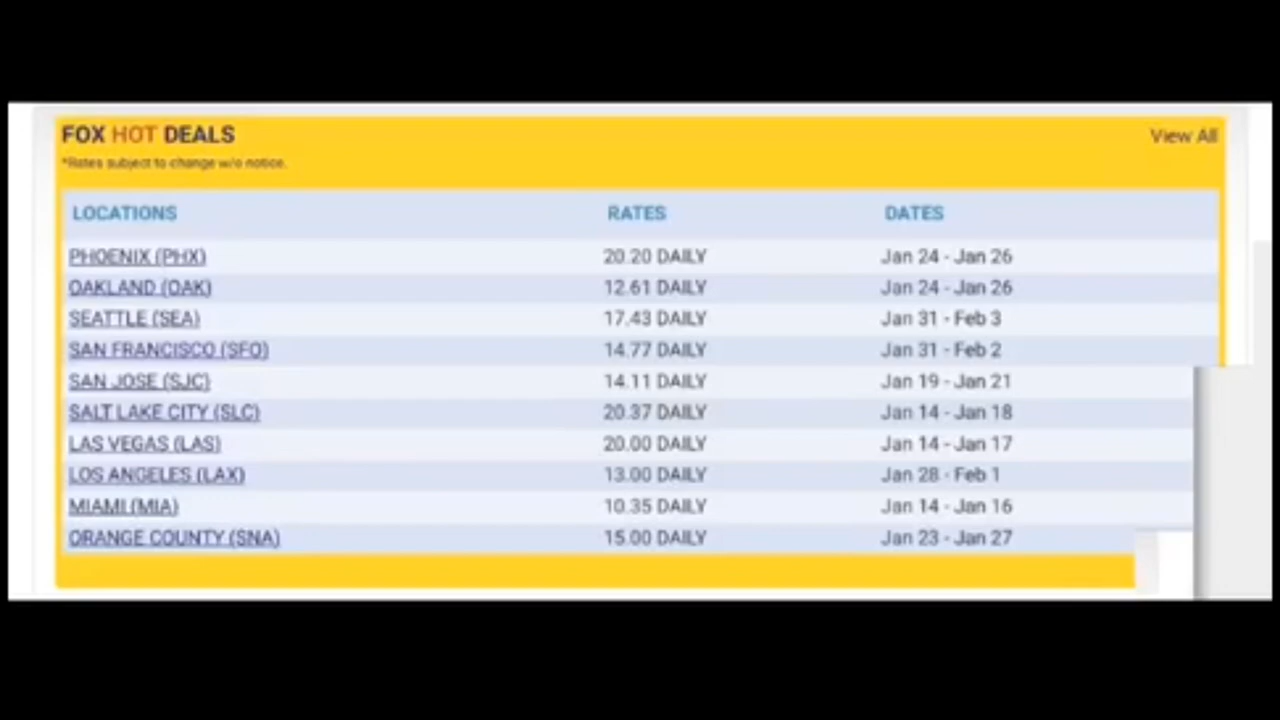 FOX HOT DEALS View All
*Rates subject to change w/o notice.
LOCATIONS RATES DATES
PHOENIX (PHX) 20.20 DAILY Jan 24 - Jan 26
OAKLAND (OAK) 12.61 DAILY Jan 24 - Jan 26
SEATTLE (SEA) 17.43 DAILY Jan 31 - Feb 3
SAN FRANCISCO (SFO) 14.77 DAILY Jan 31 - Feb 2
SAN JOSE (SJC) 14.11 DAILY Jan 19 - Jan 21
SALT LAKE CITY (SLC) 20.37 DAILY Jan 14 - Jan 18
LAS VEGAS (LAS) 20.00 DAILY Jan 14 - Jan 17
LOS ANGELES (LAX) 13.00 DAILY Jan 28 - Feb 1
MIAMI (MIA) 10.35 DAILY Jan 14 - Jan 16
ORANGE COUNTY (SNA) 15.00 DAILY Jan 23 - Jan 27